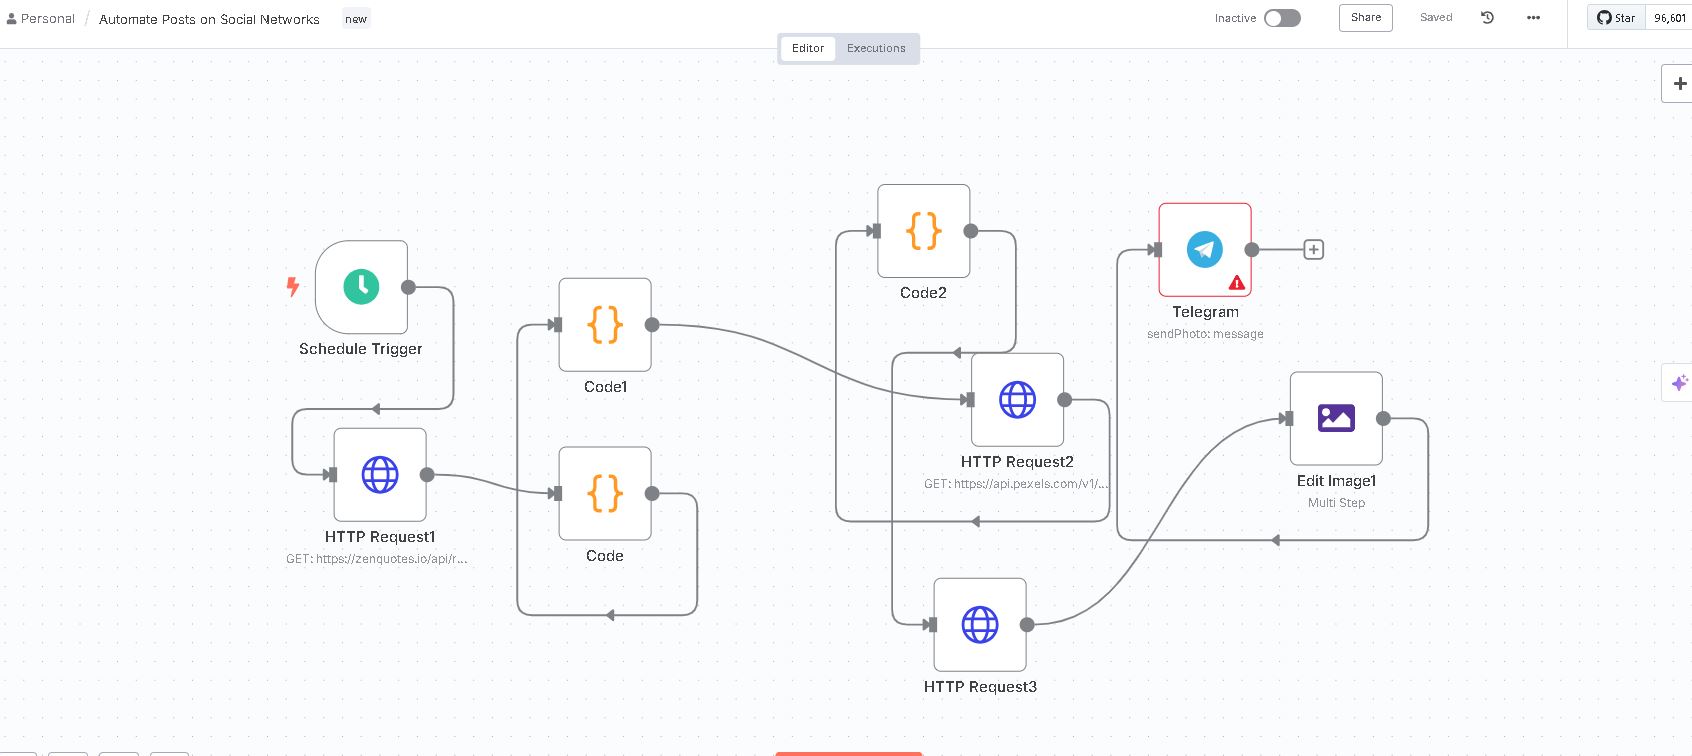 Personal / Automate Posts on Social Networks new
Inactive Share Saved ••• Star 96,601
Editor Executions
Code2
Telegram
sendPhoto: message
Schedule Trigger
Code1
HTTP Request2
GET: https://api.pexels.com/v1/...
Edit Image1
Multi Step
HTTP Request1
GET: https://zenquotes.io/api/r...
Code
HTTP Request3